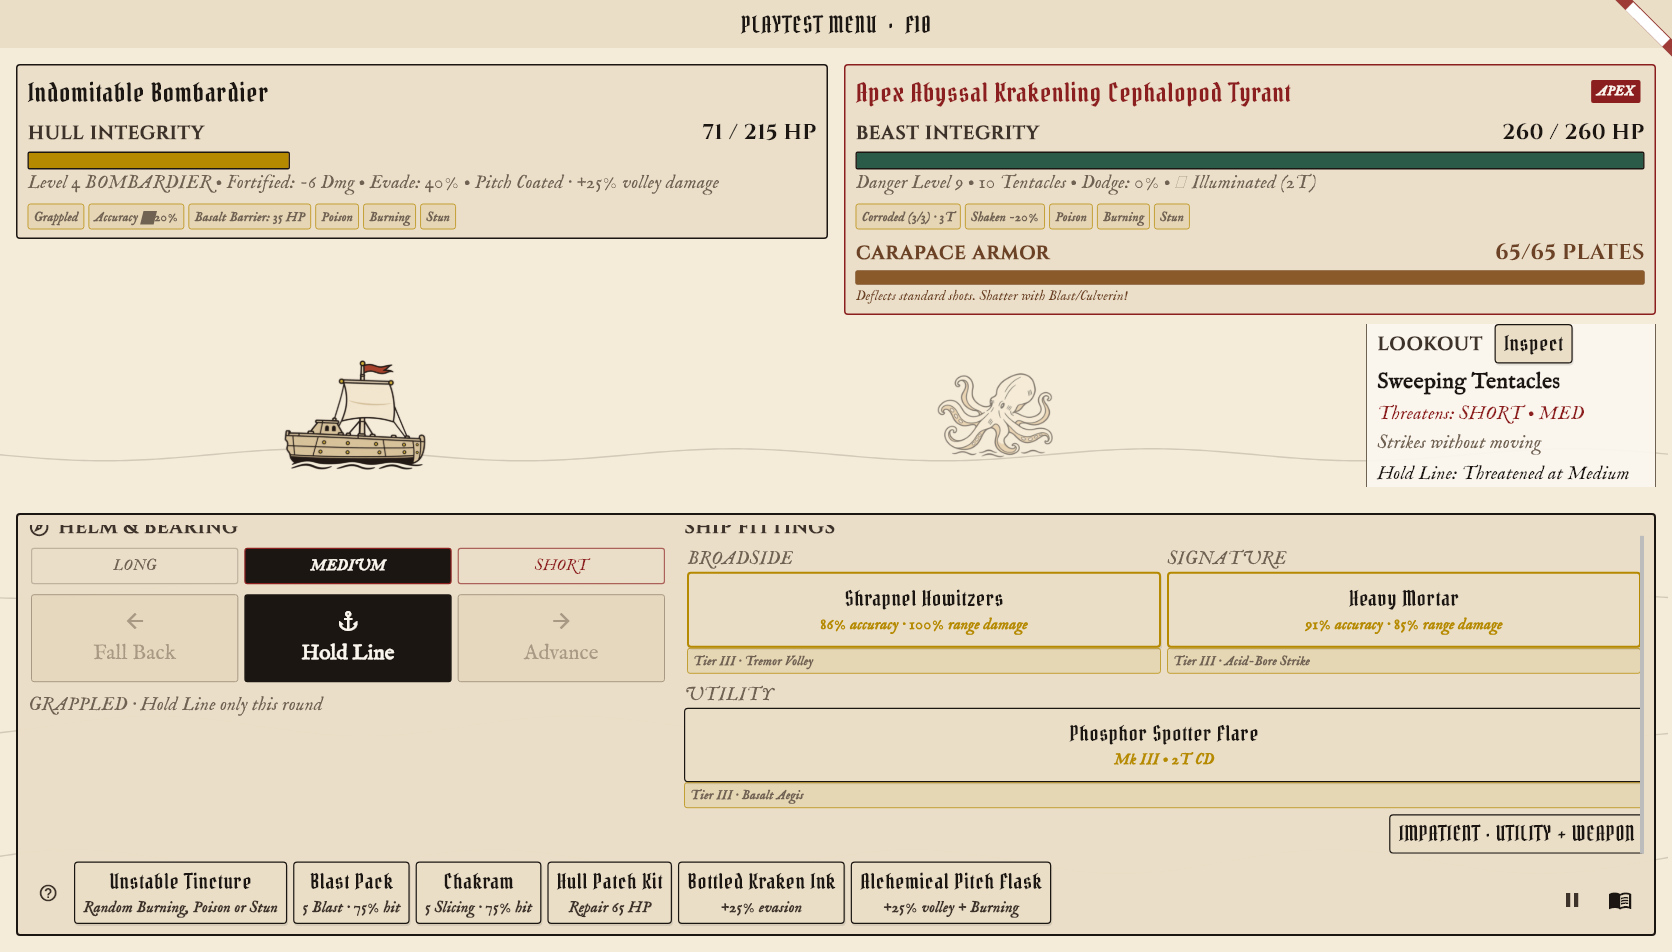 PLAYTEST MENU · F10
Indomitable Bombardier
HULL INTEGRITY 71 / 215 HP
Level 4 BOMBARDIER • Fortified: -6 Dmg • Evade: 40% • Pitch Coated · +25% volley damage
Grappled Accuracy 20% Basalt Barrier: 35 HP Poison Burning Stun
Apex Abyssal Krakenling Cephalopod Tyrant APEX
BEAST INTEGRITY 260 / 260 HP
Danger Level 9 • 10 Tentacles • Dodge: 0% • Illuminated (2T)
Corroded (3/3) · 3T Shaken -20% Poison Burning Stun
CARAPACE ARMOR 65/65 PLATES
Deflects standard shots. Shatter with Blast/Culverin!
LOOKOUT Inspect
Sweeping Tentacles
Threatens: SHORT • MED
Strikes without moving
Hold Line: Threatened at Medium
HELM & BEARING
LONG MEDIUM SHORT
Fall Back Hold Line Advance
GRAPPLED · Hold Line only this round
SHIP FITTINGS
BROADSIDE SIGNATURE
Shrapnel Howitzers Heavy Mortar
86% accuracy · 100% range damage 91% accuracy · 85% range damage
Tier III · Tremor Volley Tier III · Acid-Bore Strike
UTILITY
Phosphor Spotter Flare
Mk III • 2T CD
Tier III · Basalt Aegis
IMPATIENT · UTILITY + WEAPON
Unstable Tincture Blast Pack Chakram Hull Patch Kit Bottled Kraken Ink Alchemical Pitch Flask
Random Burning, Poison or Stun 5 Blast · 75% hit 5 Slicing · 75% hit Repair 65 HP +25% evasion +25% volley + Burning